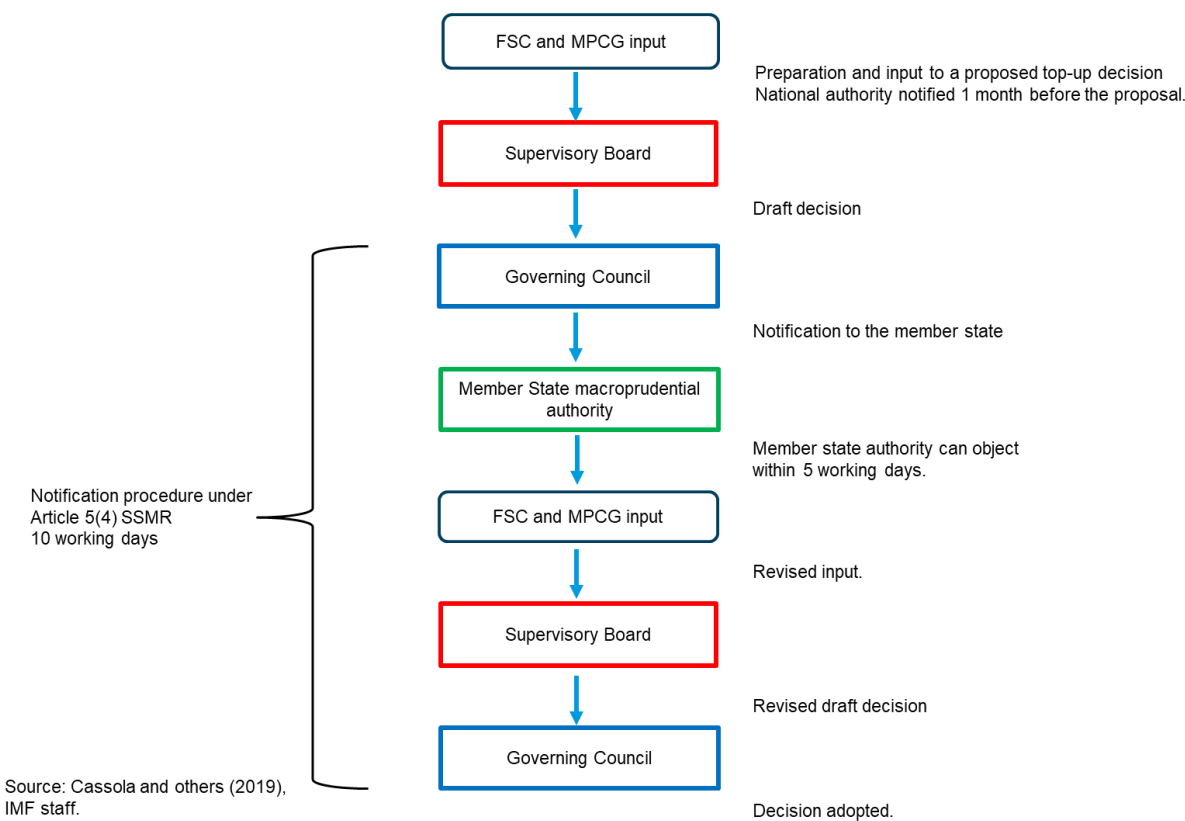 FSC and MPCG input
Preparation and input to a proposed top-up decision
National authority notified 1 month before the proposal.
Supervisory Board
Draft decision
Governing Council
Notification to the member state
Member State macroprudential
authority
Member state authority can object
within 5 working days.
Notification procedure under
Article 5(4) SSMR
10 working days
FSC and MPCG input
Revised input.
Supervisory Board
Revised draft decision
Governing Council
Decision adopted.
Source: Cassola and others (2019),
IMF staff.